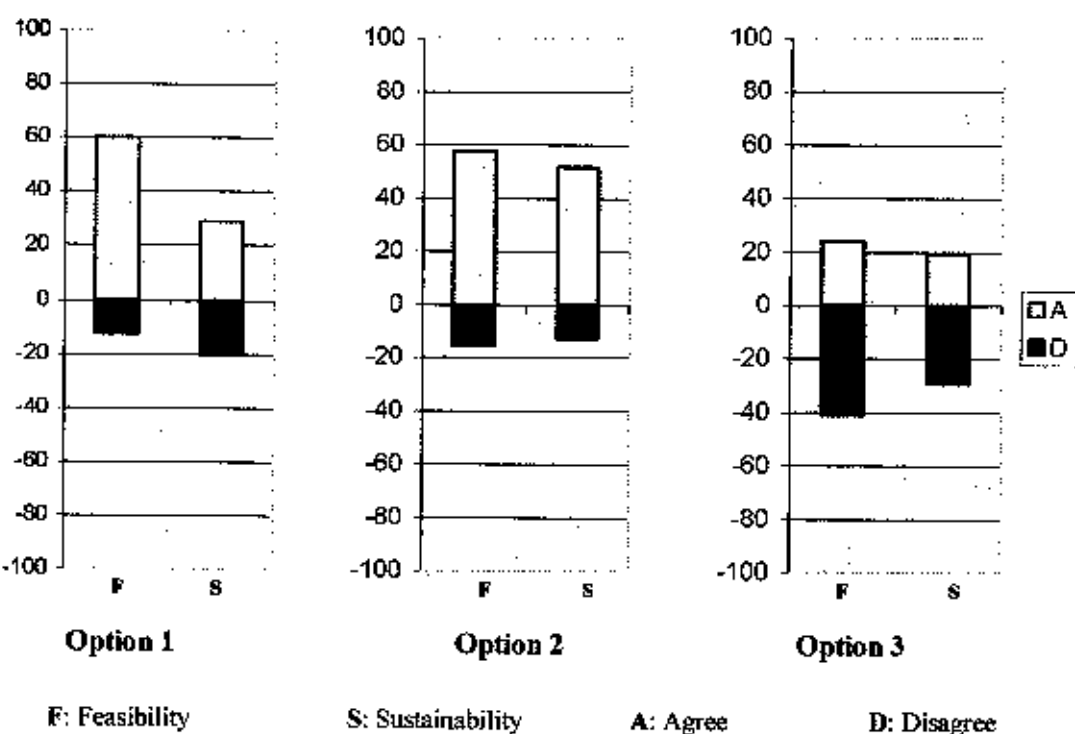 100 100 100
80 80 80
60 60 60
40 40 40
20 20 20
0 0 0
-20 -20 -20
-40 -40 -40
-60 -60 -60
-80 -80 -80
-100 -100 -100
A
D
F S F S F S
Option 1 Option 2 Option 3
F: Feasibility S: Sustainability A: Agree D: Disagree